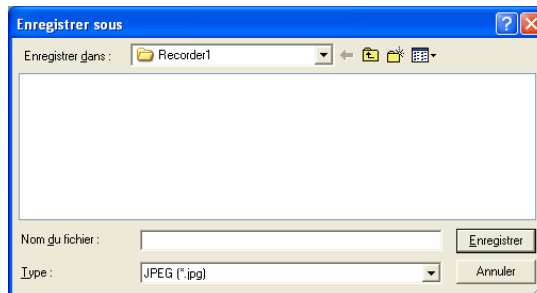 Enregistrer sous
Enregistrer dans : Recorder1
Nom du fichier : Enregistrer
Type : JPEG (*.jpg) Annuler